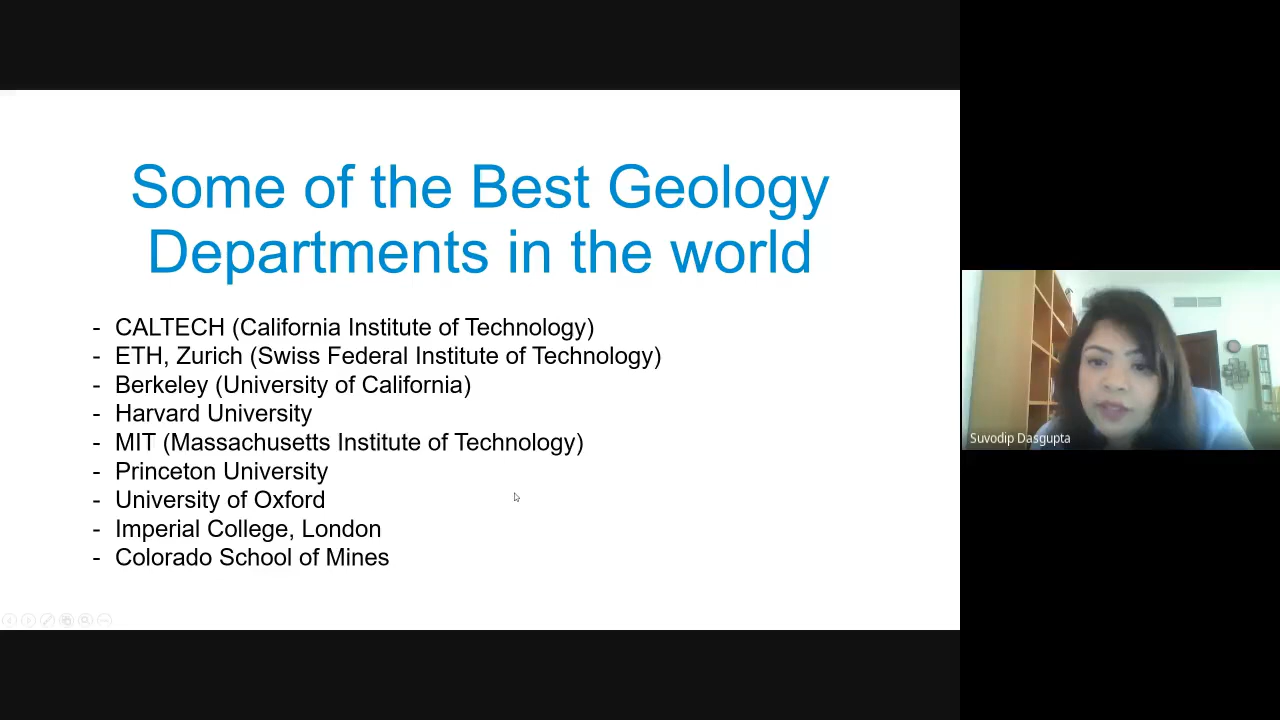 Some of the Best Geology
Departments in the world
- CALTECH (California Institute of Technology)
- ETH, Zurich (Swiss Federal Institute of Technology)
- Berkeley (University of California)
- Harvard University
- MIT (Massachusetts Institute of Technology)
- Princeton University
- University of Oxford
- Imperial College, London
- Colorado School of Mines
Suvodip Dasgupta